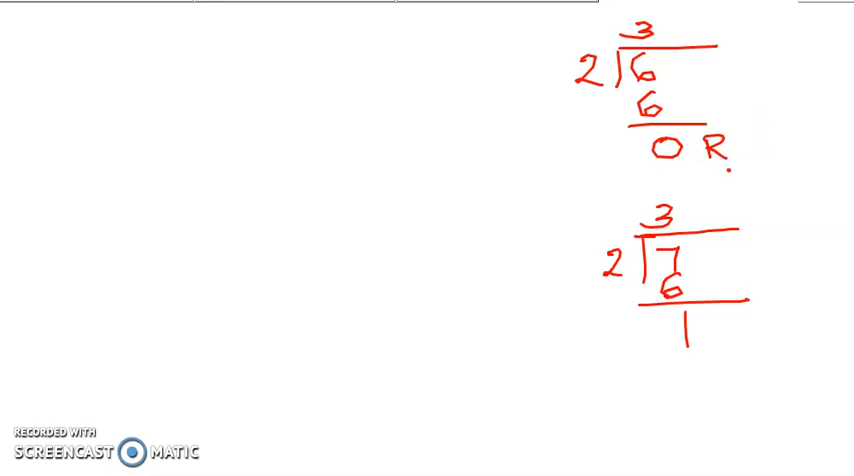 3
2 6
6
0 R.
3
2 7
6
1
RECORDED WITH
SCREENCAST MATIC